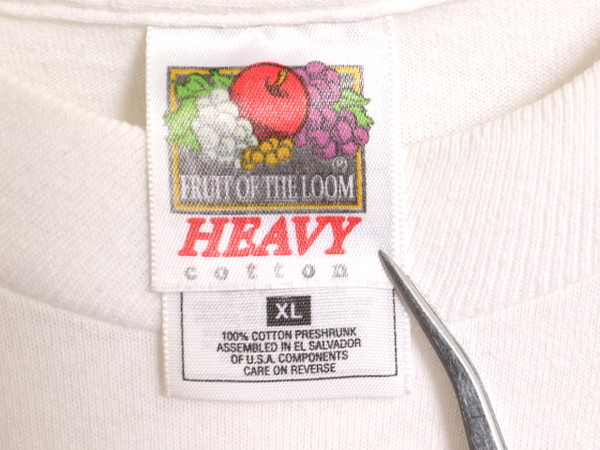 (R)
FRUIT OF THE LOOM
HEAVY
cotton
XL
100% COTTON PRESHRUNK
ASSEMBLED IN EL SALVADOR
OF U.S.A. COMPONENTS
CARE ON REVERSE